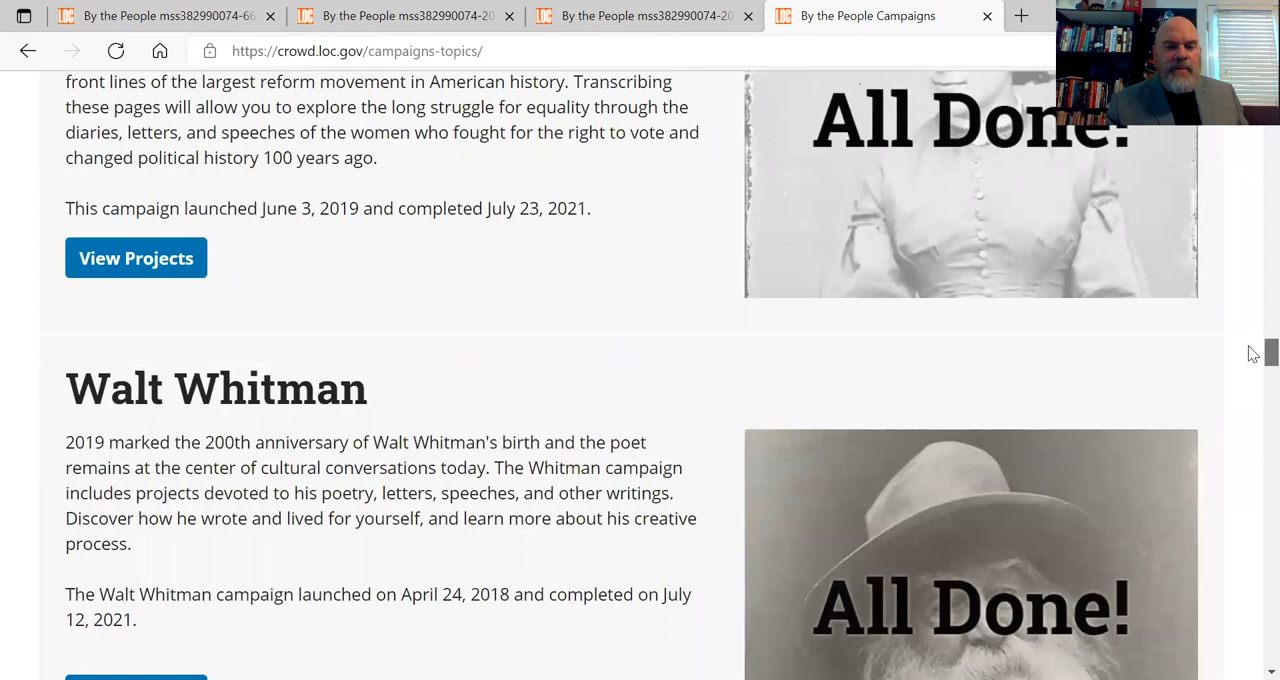 LOC By the People mss382990074-66
LOC By the People mss382990074-20
LOC By the People mss382990074-20
LOC By the People Campaigns
https://crowd.loc.gov/campaigns-topics/
front lines of the largest reform movement in American history. Transcribing
these pages will allow you to explore the long struggle for equality through the
diaries, letters, and speeches of the women who fought for the right to vote and
changed political history 100 years ago.
This campaign launched June 3, 2019 and completed July 23, 2021.
View Projects
All Done!
Walt Whitman
2019 marked the 200th anniversary of Walt Whitman's birth and the poet
remains at the center of cultural conversations today. The Whitman campaign
includes projects devoted to his poetry, letters, speeches, and other writings.
Discover how he wrote and lived for yourself, and learn more about his creative
process.
The Walt Whitman campaign launched on April 24, 2018 and completed on July
12, 2021.
All Done!